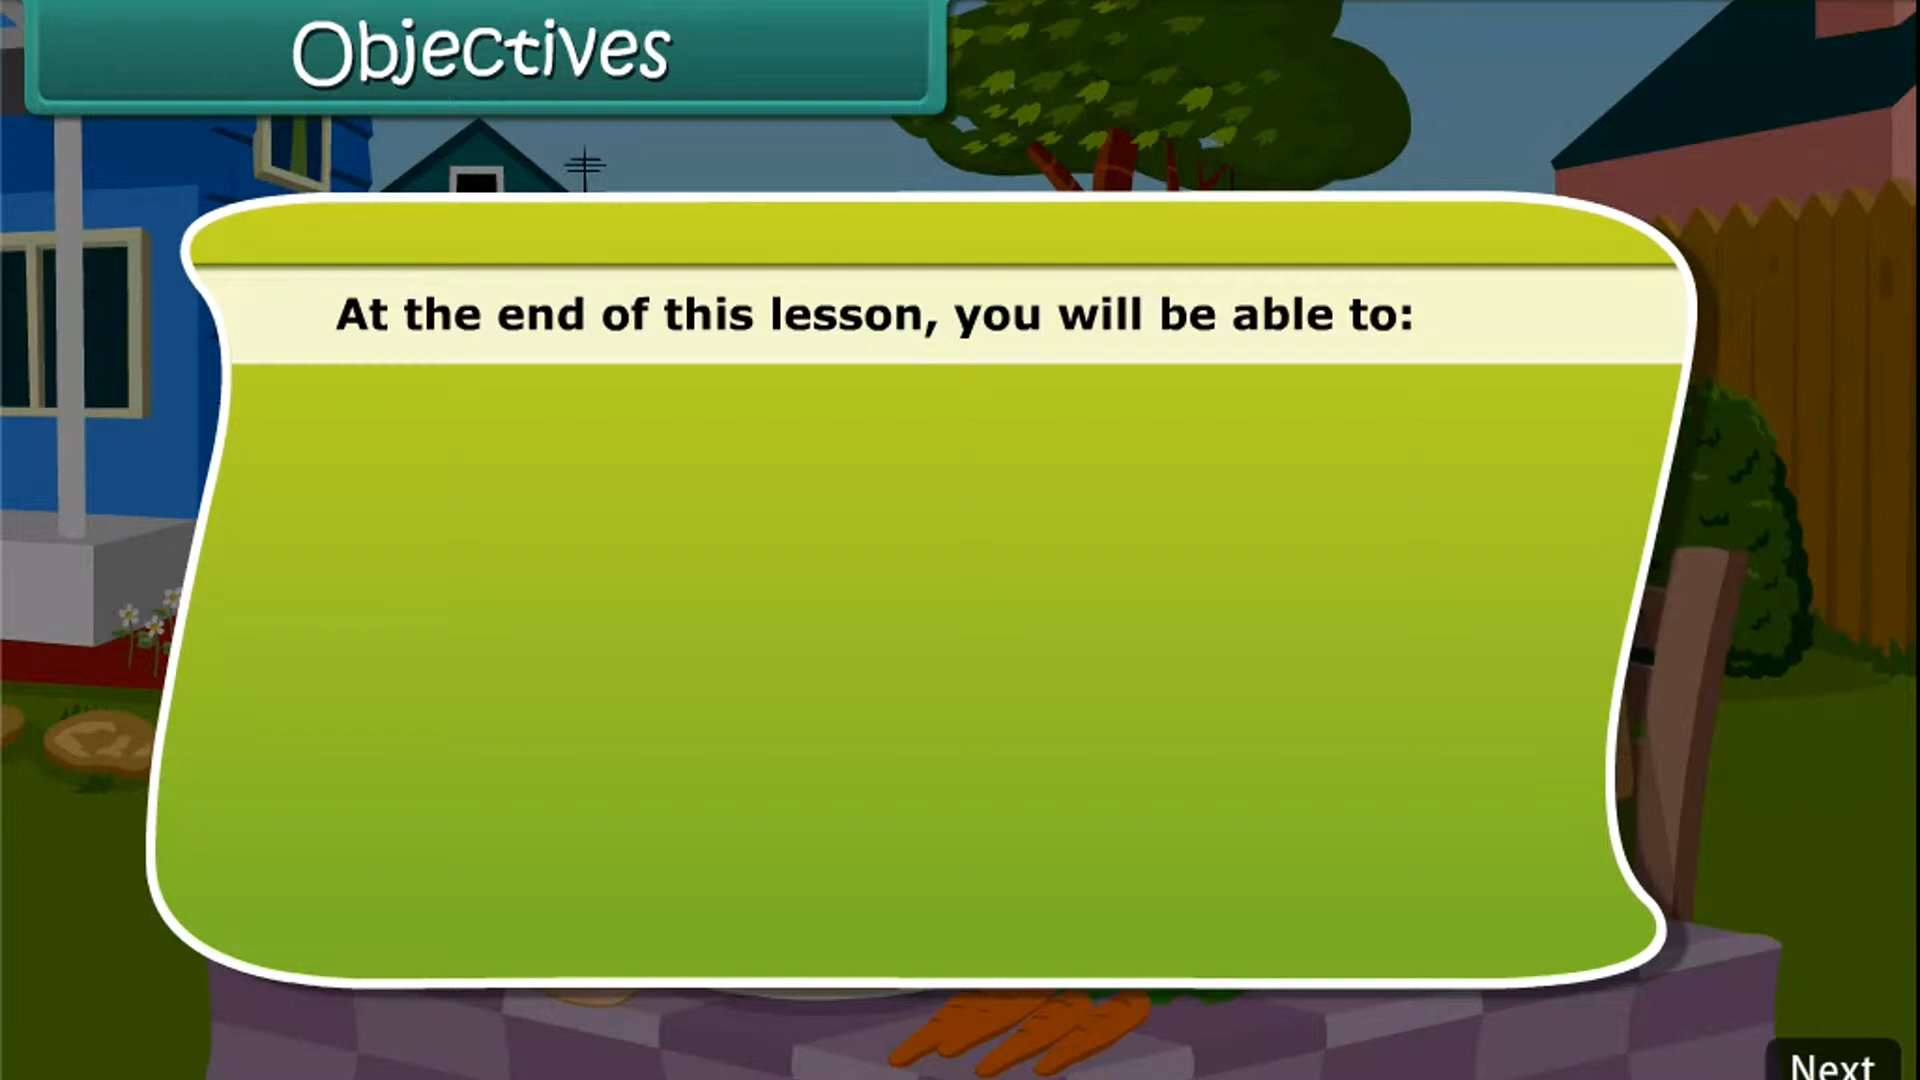 Objectives
At the end of this lesson, you will be able to:
Next